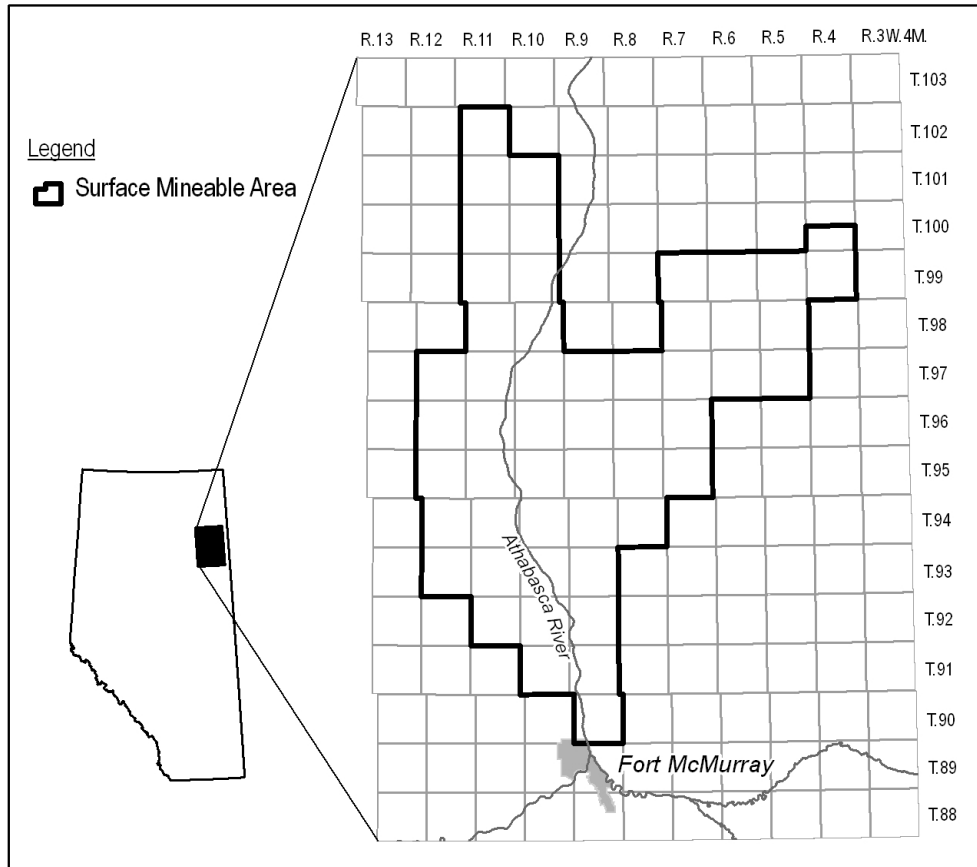 R.13 R.12 R.11 R.10 R.9 R.8 R.7 R.6 R.5 R.4 R.3W.4M.
T.103
T.102
T.101
T.100
T.99
T.98
T.97
T.96
T.95
T.94
T.93
T.92
T.91
T.90
T.89
T.88
Legend
Surface Mineable Area
Athabasca River
Fort McMurray